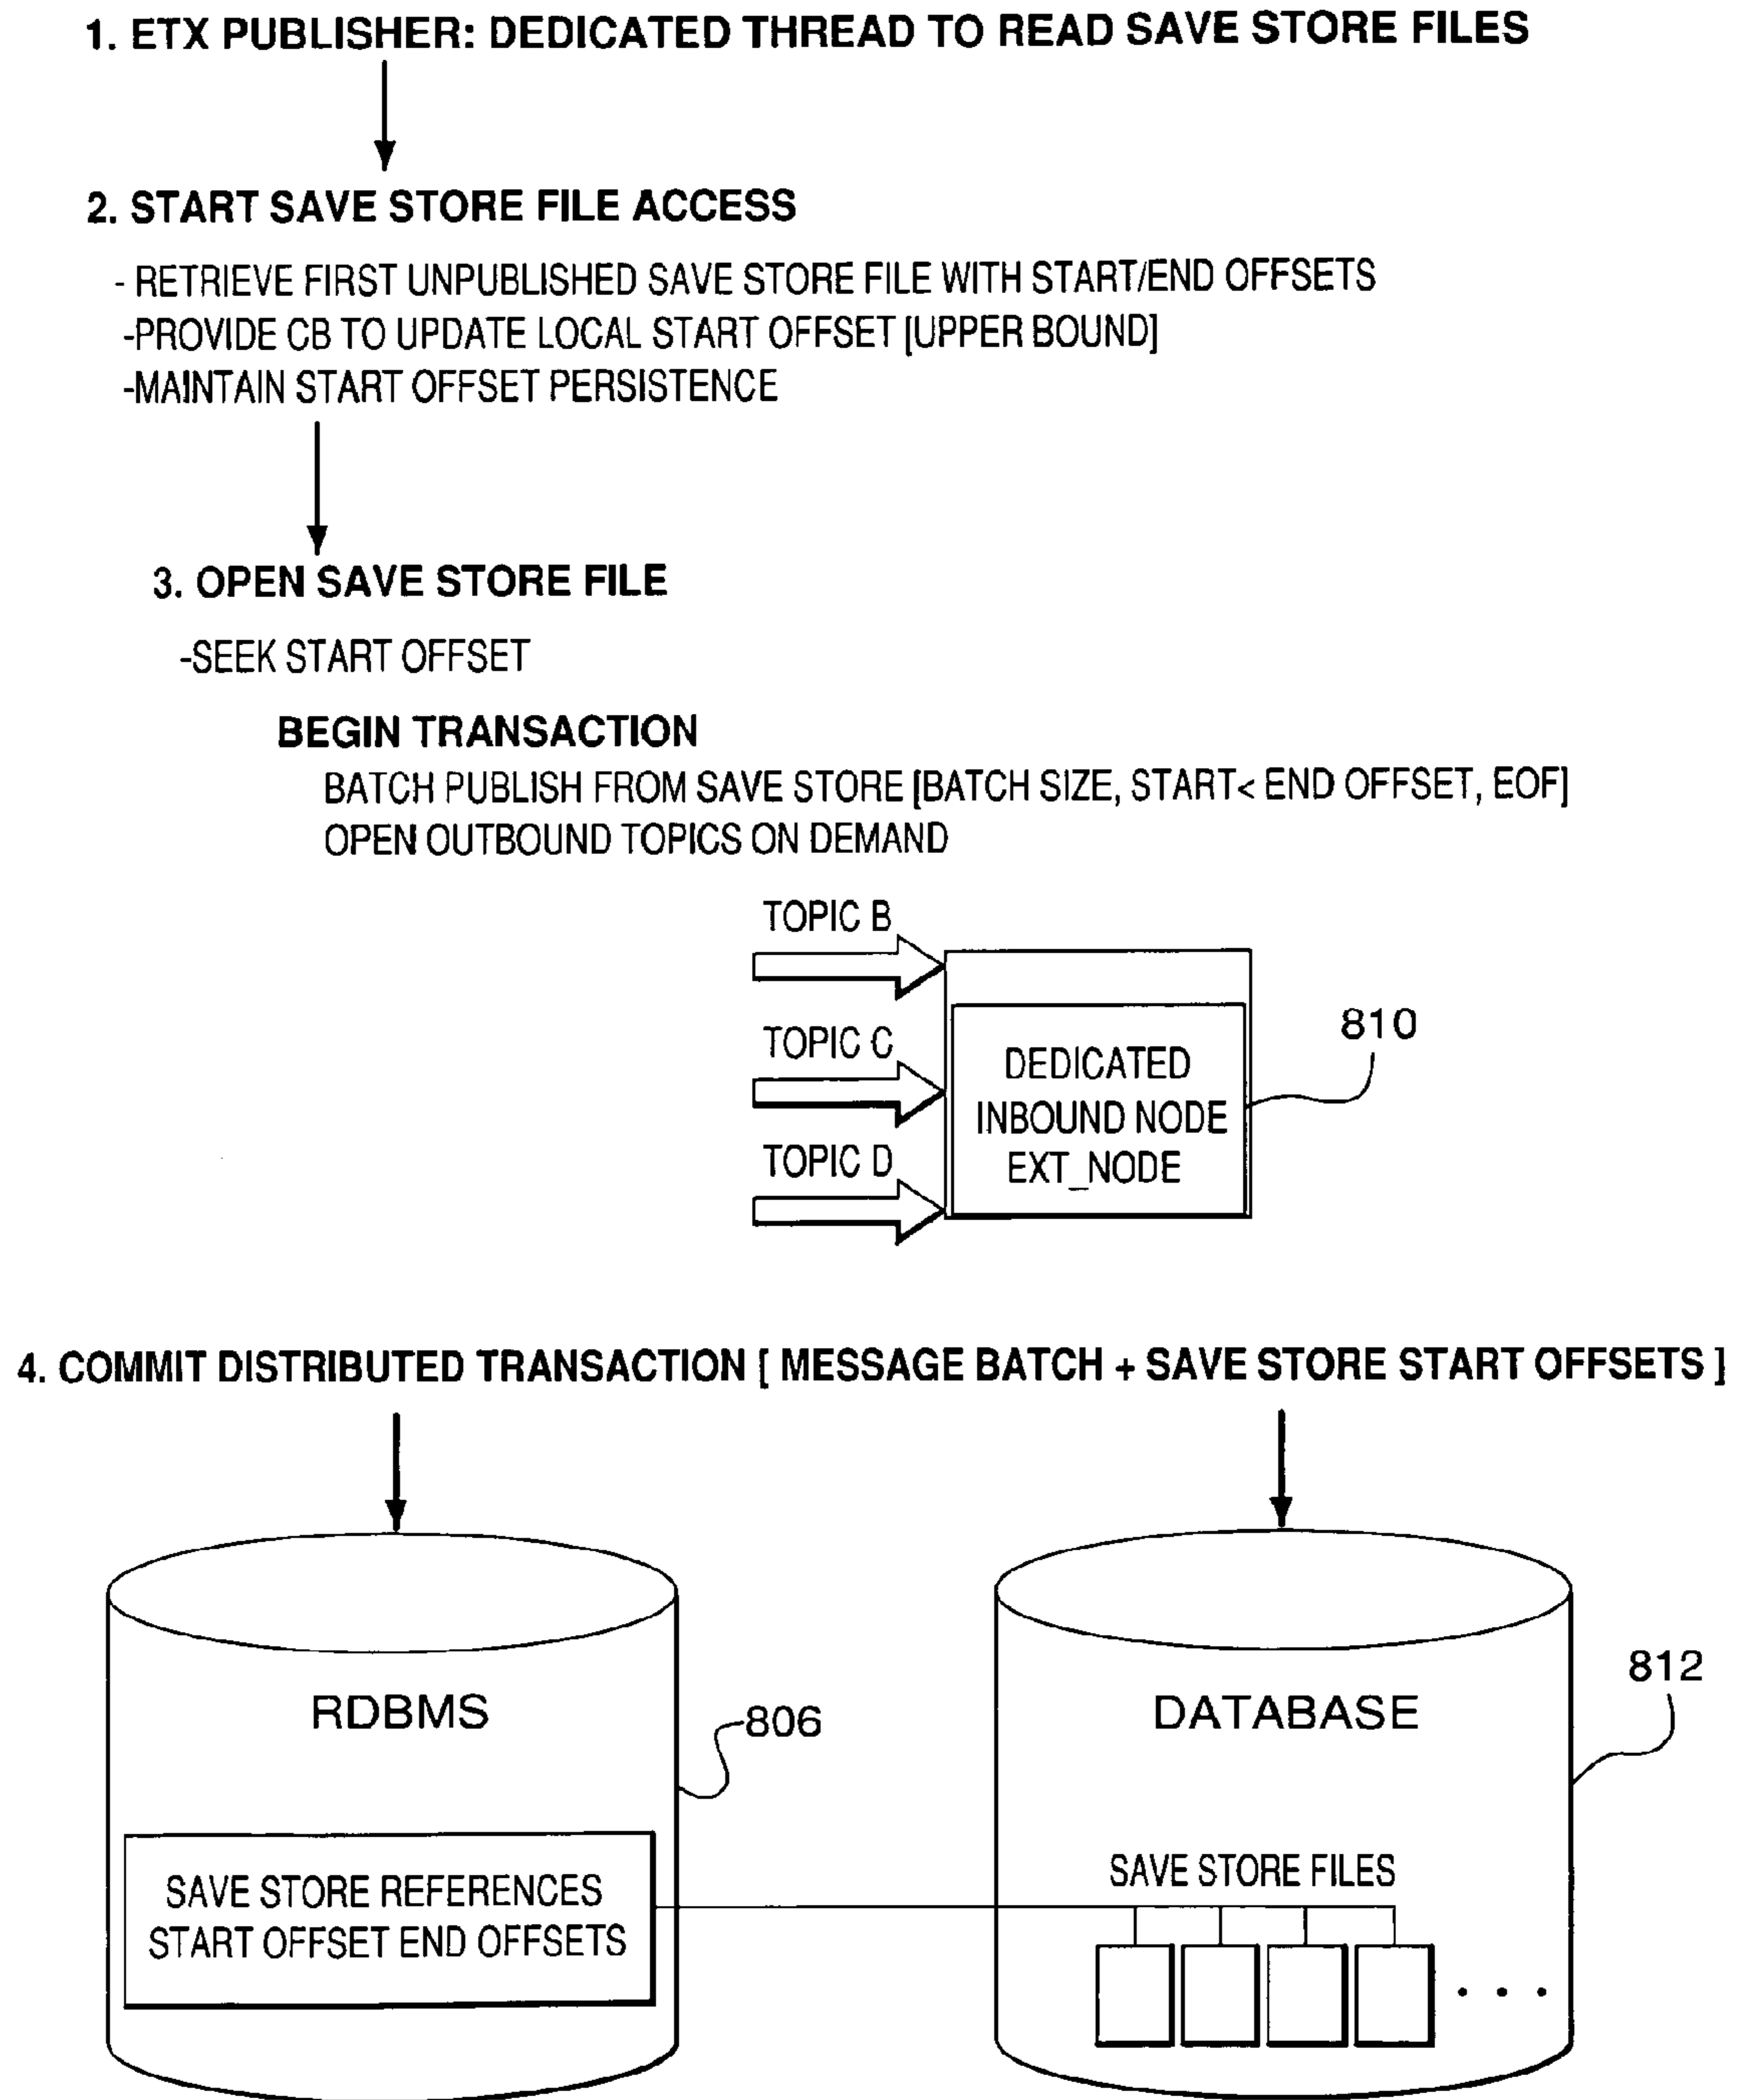 1. ETX PUBLISHER: DEDICATED THREAD TO READ SAVE STORE FILES
2. START SAVE STORE FILE ACCESS
- RETRIEVE FIRST UNPUBLISHED SAVE STORE FILE WITH START/END OFFSETS
-PROVIDE CB TO UPDATE LOCAL START OFFSET [UPPER BOUND]
-MAINTAIN START OFFSET PERSISTENCE
3. OPEN SAVE STORE FILE
-SEEK START OFFSET
BEGIN TRANSACTION
BATCH PUBLISH FROM SAVE STORE [BATCH SIZE, START< END OFFSET, EOF]
OPEN OUTBOUND TOPICS ON DEMAND
TOPIC B
TOPIC C
TOPIC D
DEDICATED
INBOUND NODE
EXT_NODE
810
4. COMMIT DISTRIBUTED TRANSACTION [ MESSAGE BATCH + SAVE STORE START OFFSETS ]
RDBMS
806
SAVE STORE REFERENCES
START OFFSET END OFFSETS
DATABASE
812
SAVE STORE FILES
. . .